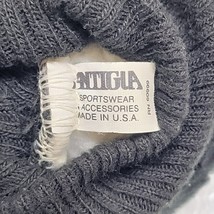 ANTIGUA
SPORTSWEAR
& ACCESSORIES
MADE IN U.S.A.